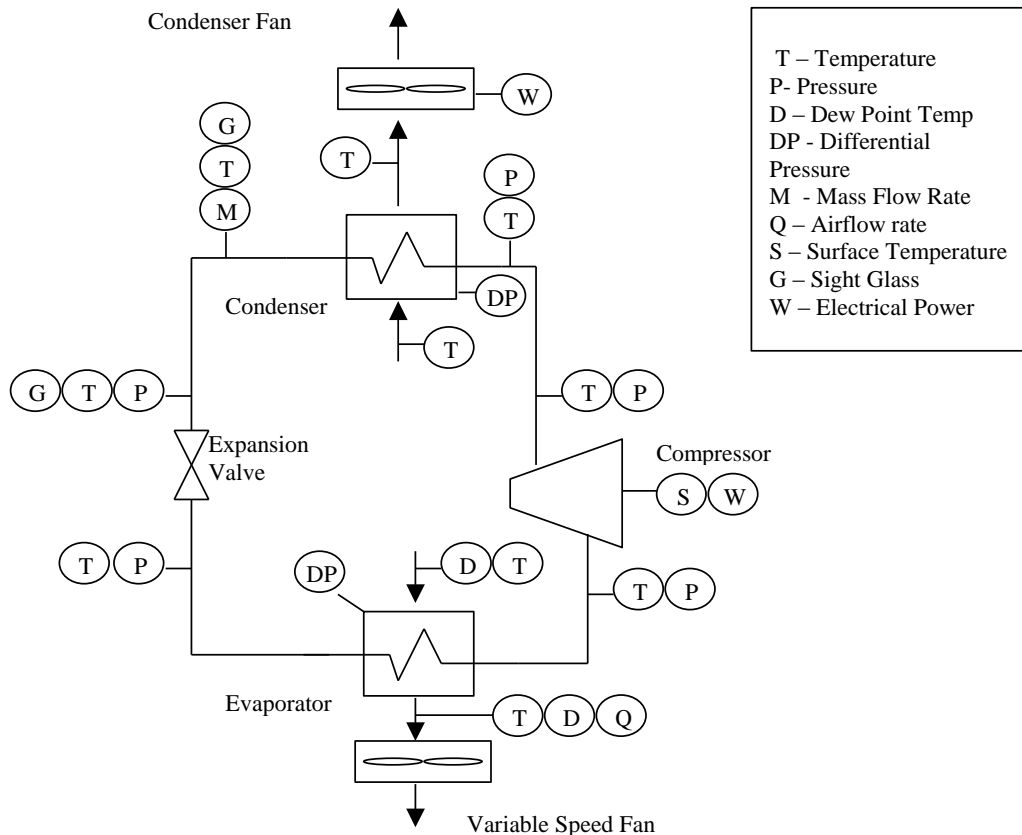 Condenser Fan
W
G
T
M
T
P
T
Condenser
DP
T
G T P
T P
Expansion
Valve
Compressor
S W
T P
DP
D T
T P
Evaporator
T D Q
Variable Speed Fan
T – Temperature
P- Pressure
D – Dew Point Temp
DP - Differential
Pressure
M - Mass Flow Rate
Q – Airflow rate
S – Surface Temperature
G – Sight Glass
W – Electrical Power